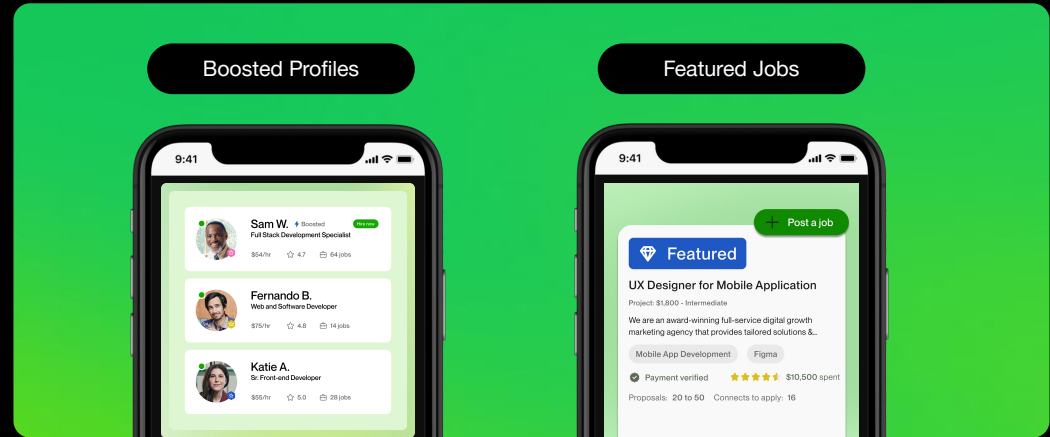 Boosted Profiles
Featured Jobs
9:41
Sam W. Boosted Hire now
Full Stack Development Specialist
$54/hr 4.7 64 jobs
Fernando B.
Web and Software Developer
$75/hr 4.8 14 jobs
Katie A.
Sr. Front-end Developer
$55/hr 5.0 28 jobs
9:41
Post a job
Featured
UX Designer for Mobile Application
Project: $1,800 - Intermediate
We are an award-winning full-service digital growth
marketing agency that provides tailored solutions &..
Mobile App Development Figma
Payment verified $10,500 spent
Proposals: 20 to 50 Connects to apply: 16